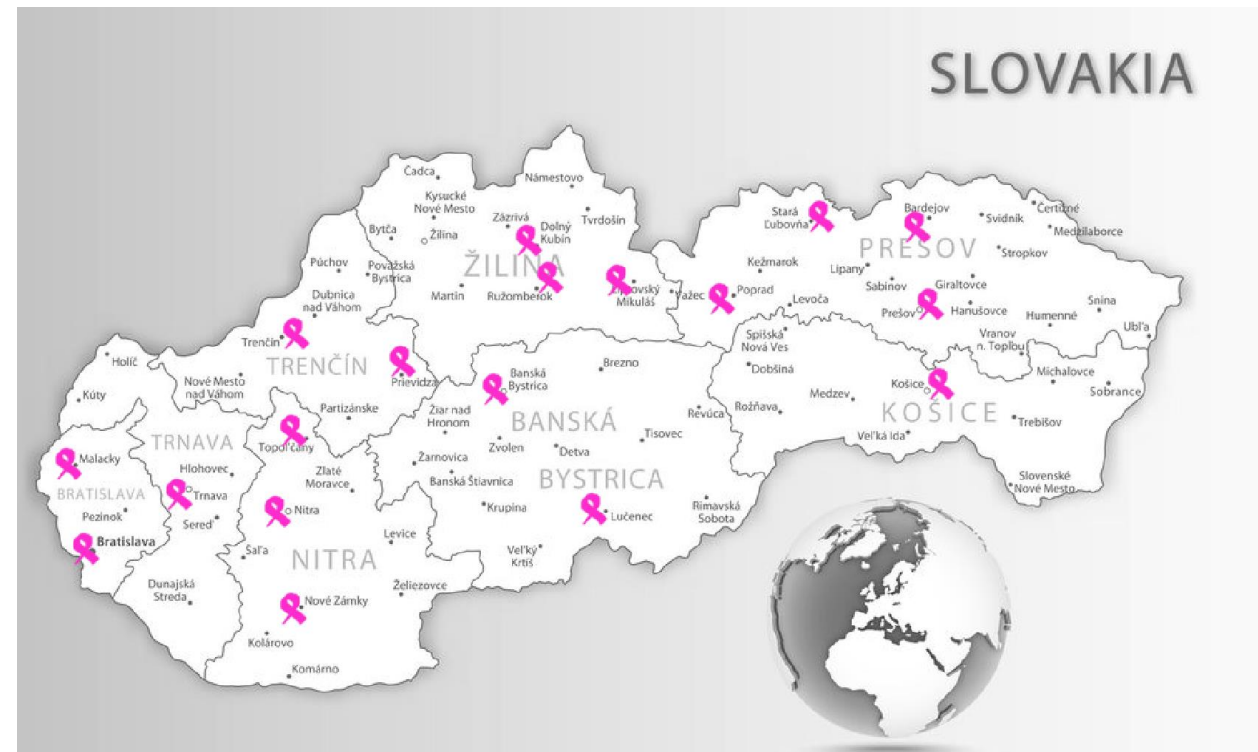 SLOVAKIA
Čadca
Námestovo
Kysucké
Nové Mesto
Zázrivá
Tvrdošín
Dolný
Kubín
Bytča
Žilina
ŽILINA
Púchov
Považská
Bystrica
Martin
Ružomberok
Liptovský
Mikuláš
Važec
Stará
Ľubovňa
Bardejov
Svidník
Čertižné
Medzilaborce
PREŠOV
Stropkov
Kežmarok
Lipany
Sabinov
Giraltovce
Poprad
Levoča
Prešov
Hanušovce
Snina
Humenné
Vranov
n. Topľou
Ubľa
Dubnica
nad Váhom
Trenčín
TRENČÍN
Prievidza
Holíč
Nové Mesto
nad Váhom
Kúty
Partizánske
Spišská
Nová Ves
Dobšiná
Brezno
Banská
Bystrica
Michalovce
Sobrance
Košice
KOŠICE
Medzev
Rožňava
Revúca
Trebišov
Veľká Ida
Slovenské
Nové Mesto
Žiar nad
Hronom
BANSKÁ
BYSTRICA
Tisovec
Zvolen
Detva
Žarnovica
Banská Štiavnica
Krupina
Lučenec
Rimavská
Sobota
Veľký
Krtíš
TRNAVA
Topoľčany
Malacky
Hlohovec
Zlaté
Moravce
BRATISLAVA
Trnava
Pezinok
Sereď
Nitra
Bratislava
Levice
Šaľa
NITRA
Dunajská
Streda
Nové Zámky
Želiezovce
Kolárovo
Komárno